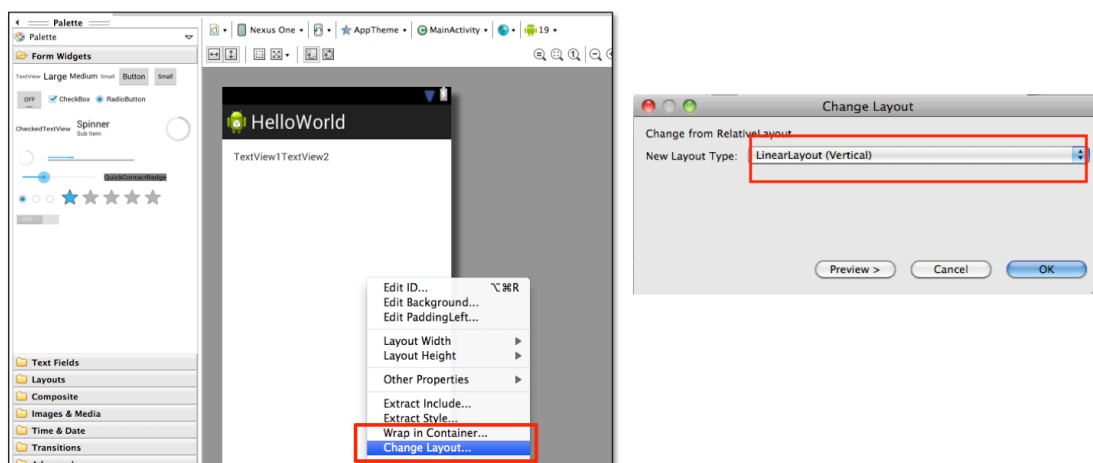 Palette
Palette
Form Widgets
TextView Large Medium Small Button Small
OFF CheckBox RadioButton
CheckedTextView Spinner
Sub Item
QuickContactBadge
OFF
Text Fields
Layouts
Composite
Images & Media
Time & Date
Transitions
Nexus One AppTheme MainActivity 19
HelloWorld
TextView1TextView2
Edit ID... ⌥⌘R
Edit Background...
Edit PaddingLeft...
Layout Width
Layout Height
Other Properties
Extract Include...
Extract Style...
Wrap in Container...
Change Layout...
Change Layout
Change from RelativeLayout
New Layout Type: LinearLayout (Vertical)
Preview > Cancel OK